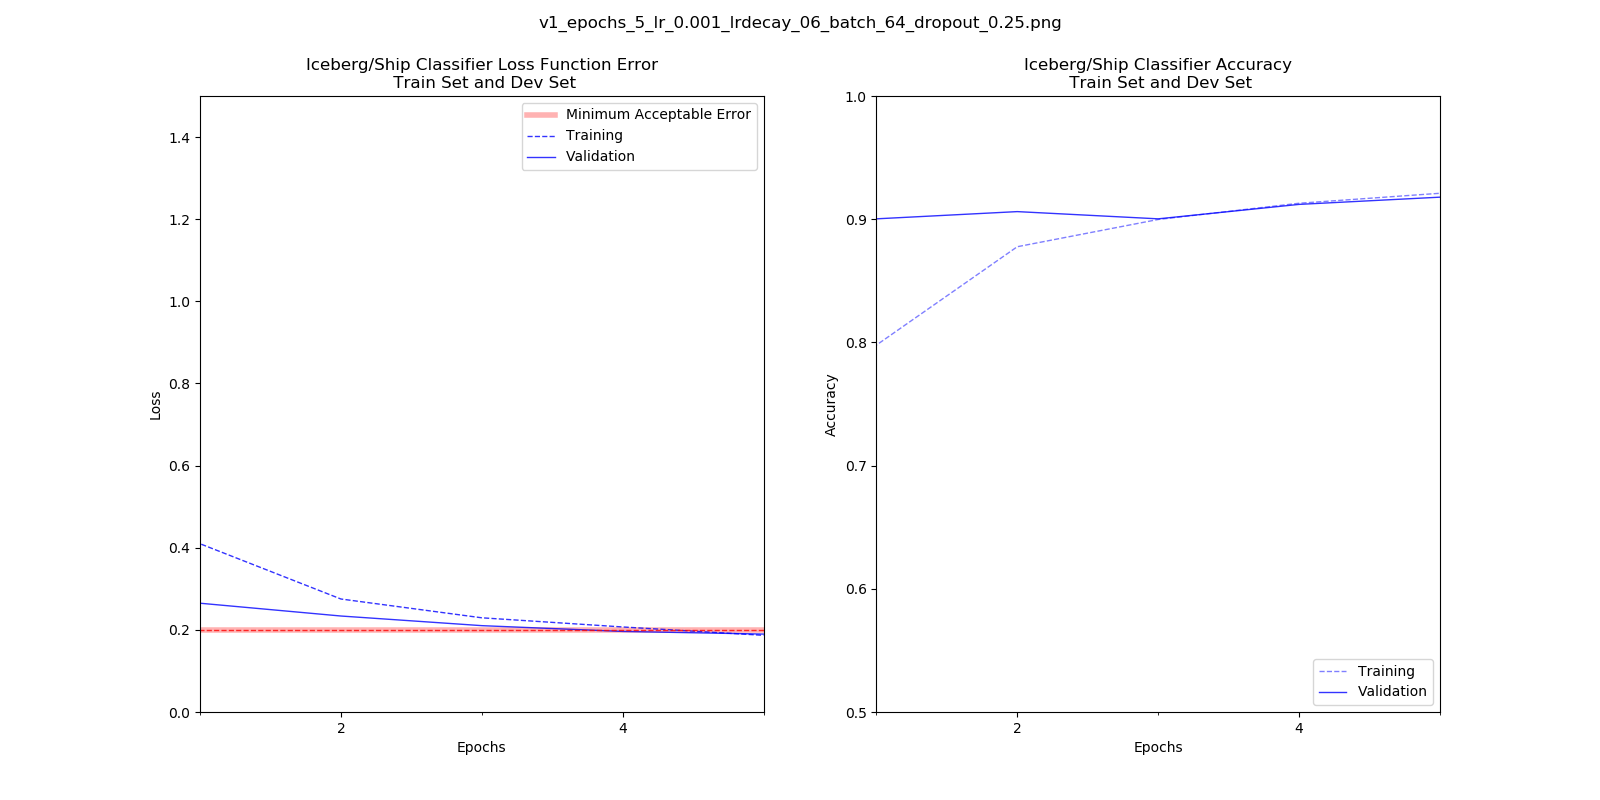 v1_epochs_5_lr_0.001_lrdecay_06_batch_64_dropout_0.25.png
Iceberg/Ship Classifier Loss Function Error
Train Set and Dev Set
1.4
1.2
1.0
0.8
0.6
0.4
0.2
0.0
Loss
2
4
Epochs
Minimum Acceptable Error
Training
Validation
Iceberg/Ship Classifier Accuracy
Train Set and Dev Set
1.0
0.9
0.8
0.7
0.6
0.5
Accuracy
2
4
Epochs
Training
Validation